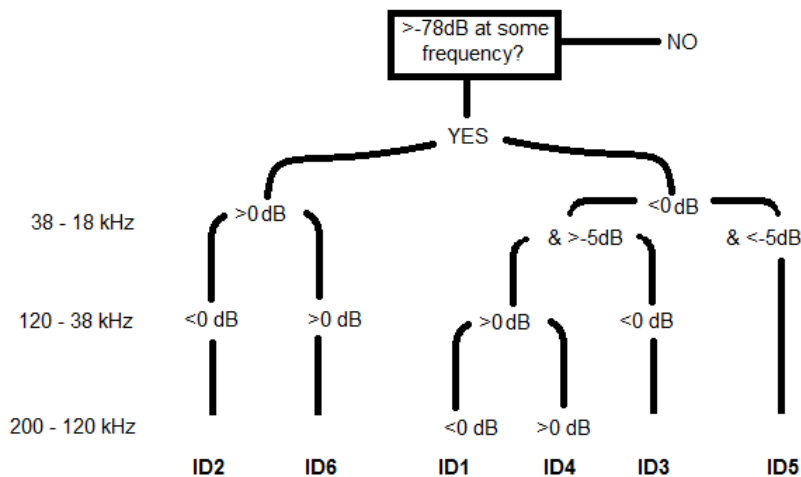 >-78dB at some
frequency?
NO
YES
38 - 18 kHz
>0 dB
<0 dB
& >-5dB
& <-5dB
120 - 38 kHz
<0 dB
>0 dB
>0 dB
<0 dB
200 - 120 kHz
<0 dB
>0 dB
ID2
ID6
ID1
ID4
ID3
ID5